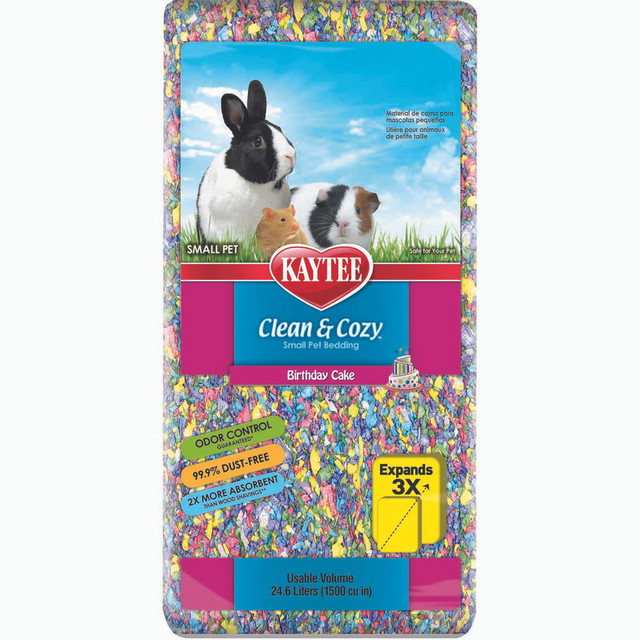 Material de cama para
mascotas pequeñas
Litière pour animaux
de petite taille
SMALL PET
Safe for Your Pet
KAYTEE
Clean & Cozy™
Small Pet Bedding
Birthday Cake
ODOR CONTROL
GUARANTEED*
99.9% DUST-FREE
2X MORE ABSORBENT
THAN WOOD SHAVINGS**
Expands
3X
Usable Volume
24.6 Liters (1500 cu in)